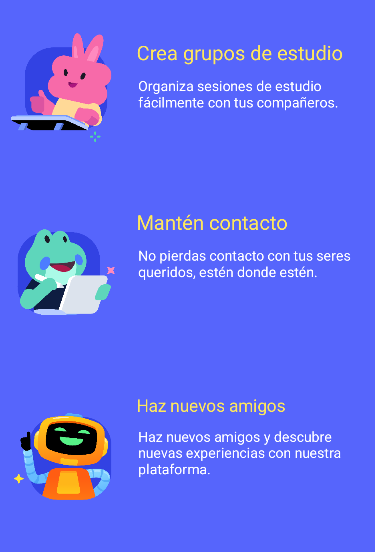 Crea grupos de estudio
Organiza sesiones de estudio
fácilmente con tus compañeros.
Mantén contacto
No pierdas contacto con tus seres
queridos, estén donde estén.
Haz nuevos amigos
Haz nuevos amigos y descubre
nuevas experiencias con nuestra
plataforma.